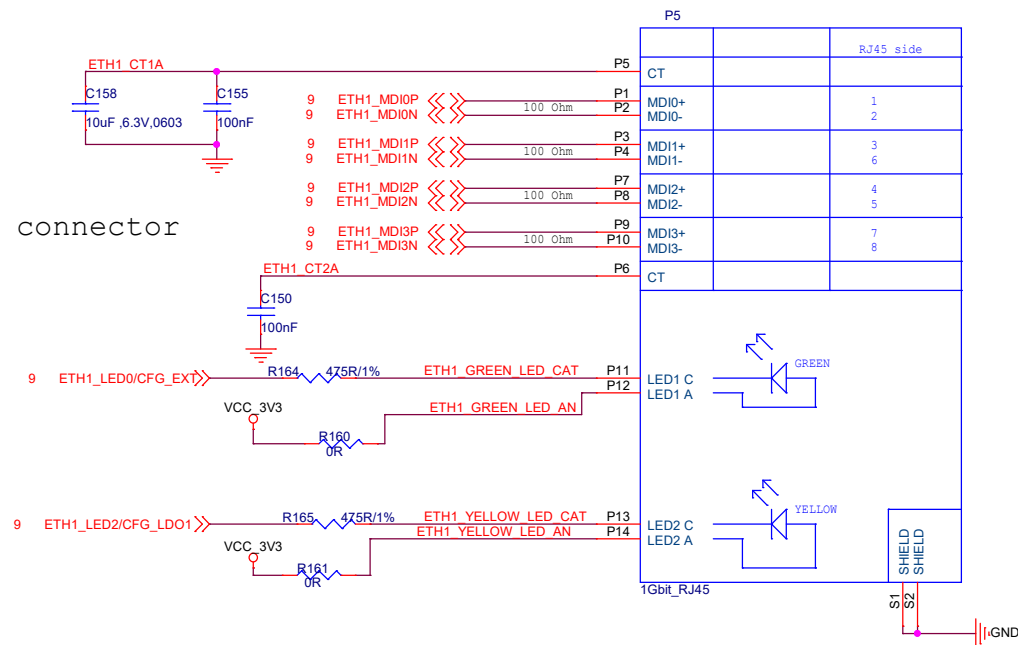 P5
RJ45 side
ETH1_CT1A
P5
CT
C158
C155
10uF ,6.3V,0603
100nF
9 ETH1_MDI0P P1 MDI0+ 1
9 ETH1_MDI0N 100 Ohm P2 MDI0- 2
9 ETH1_MDI1P P3 MDI1+ 3
9 ETH1_MDI1N 100 Ohm P4 MDI1- 6
9 ETH1_MDI2P P7 MDI2+ 4
9 ETH1_MDI2N 100 Ohm P8 MDI2- 5
connector
9 ETH1_MDI3P P9 MDI3+ 7
9 ETH1_MDI3N 100 Ohm P10 MDI3- 8
ETH1_CT2A P6 CT
C150
100nF
9 ETH1_LED0/CFG_EXT R164 475R/1% ETH1_GREEN_LED_CAT P11 LED1 C
GREEN
VCC_3V3 ETH1_GREEN_LED_AN P12 LED1 A
R160
0R
9 ETH1_LED2/CFG_LDO1 R165 475R/1% ETH1_YELLOW_LED_CAT P13 LED2 C
YELLOW
VCC_3V3 ETH1_YELLOW_LED_AN P14 LED2 A
R161
0R
SHIELD
SHIELD
1Gbit_RJ45
S1
S2
GND